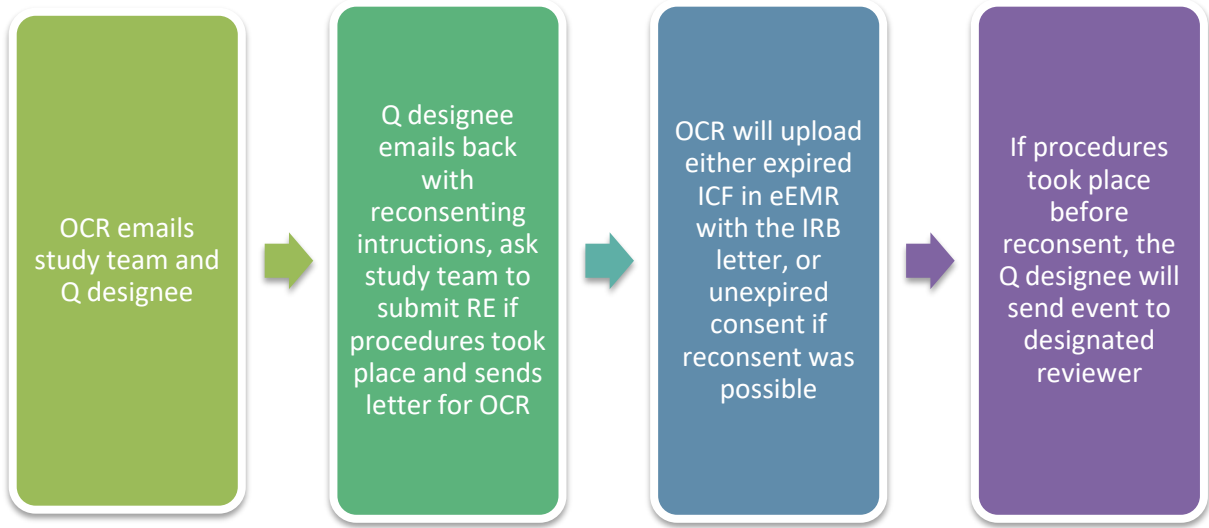 OCR emails
study team and
Q designee
Q designee
emails back
with
reconsenting
intructions, ask
study team to
submit RE if
procedures took
place and sends
letter for OCR
OCR will upload
either expired
ICF in eEMR
with the IRB
letter, or
unexpired
consent if
reconsent was
possible
If procedures
took place
before
reconsent, the
Q designee will
send event to
designated
reviewer